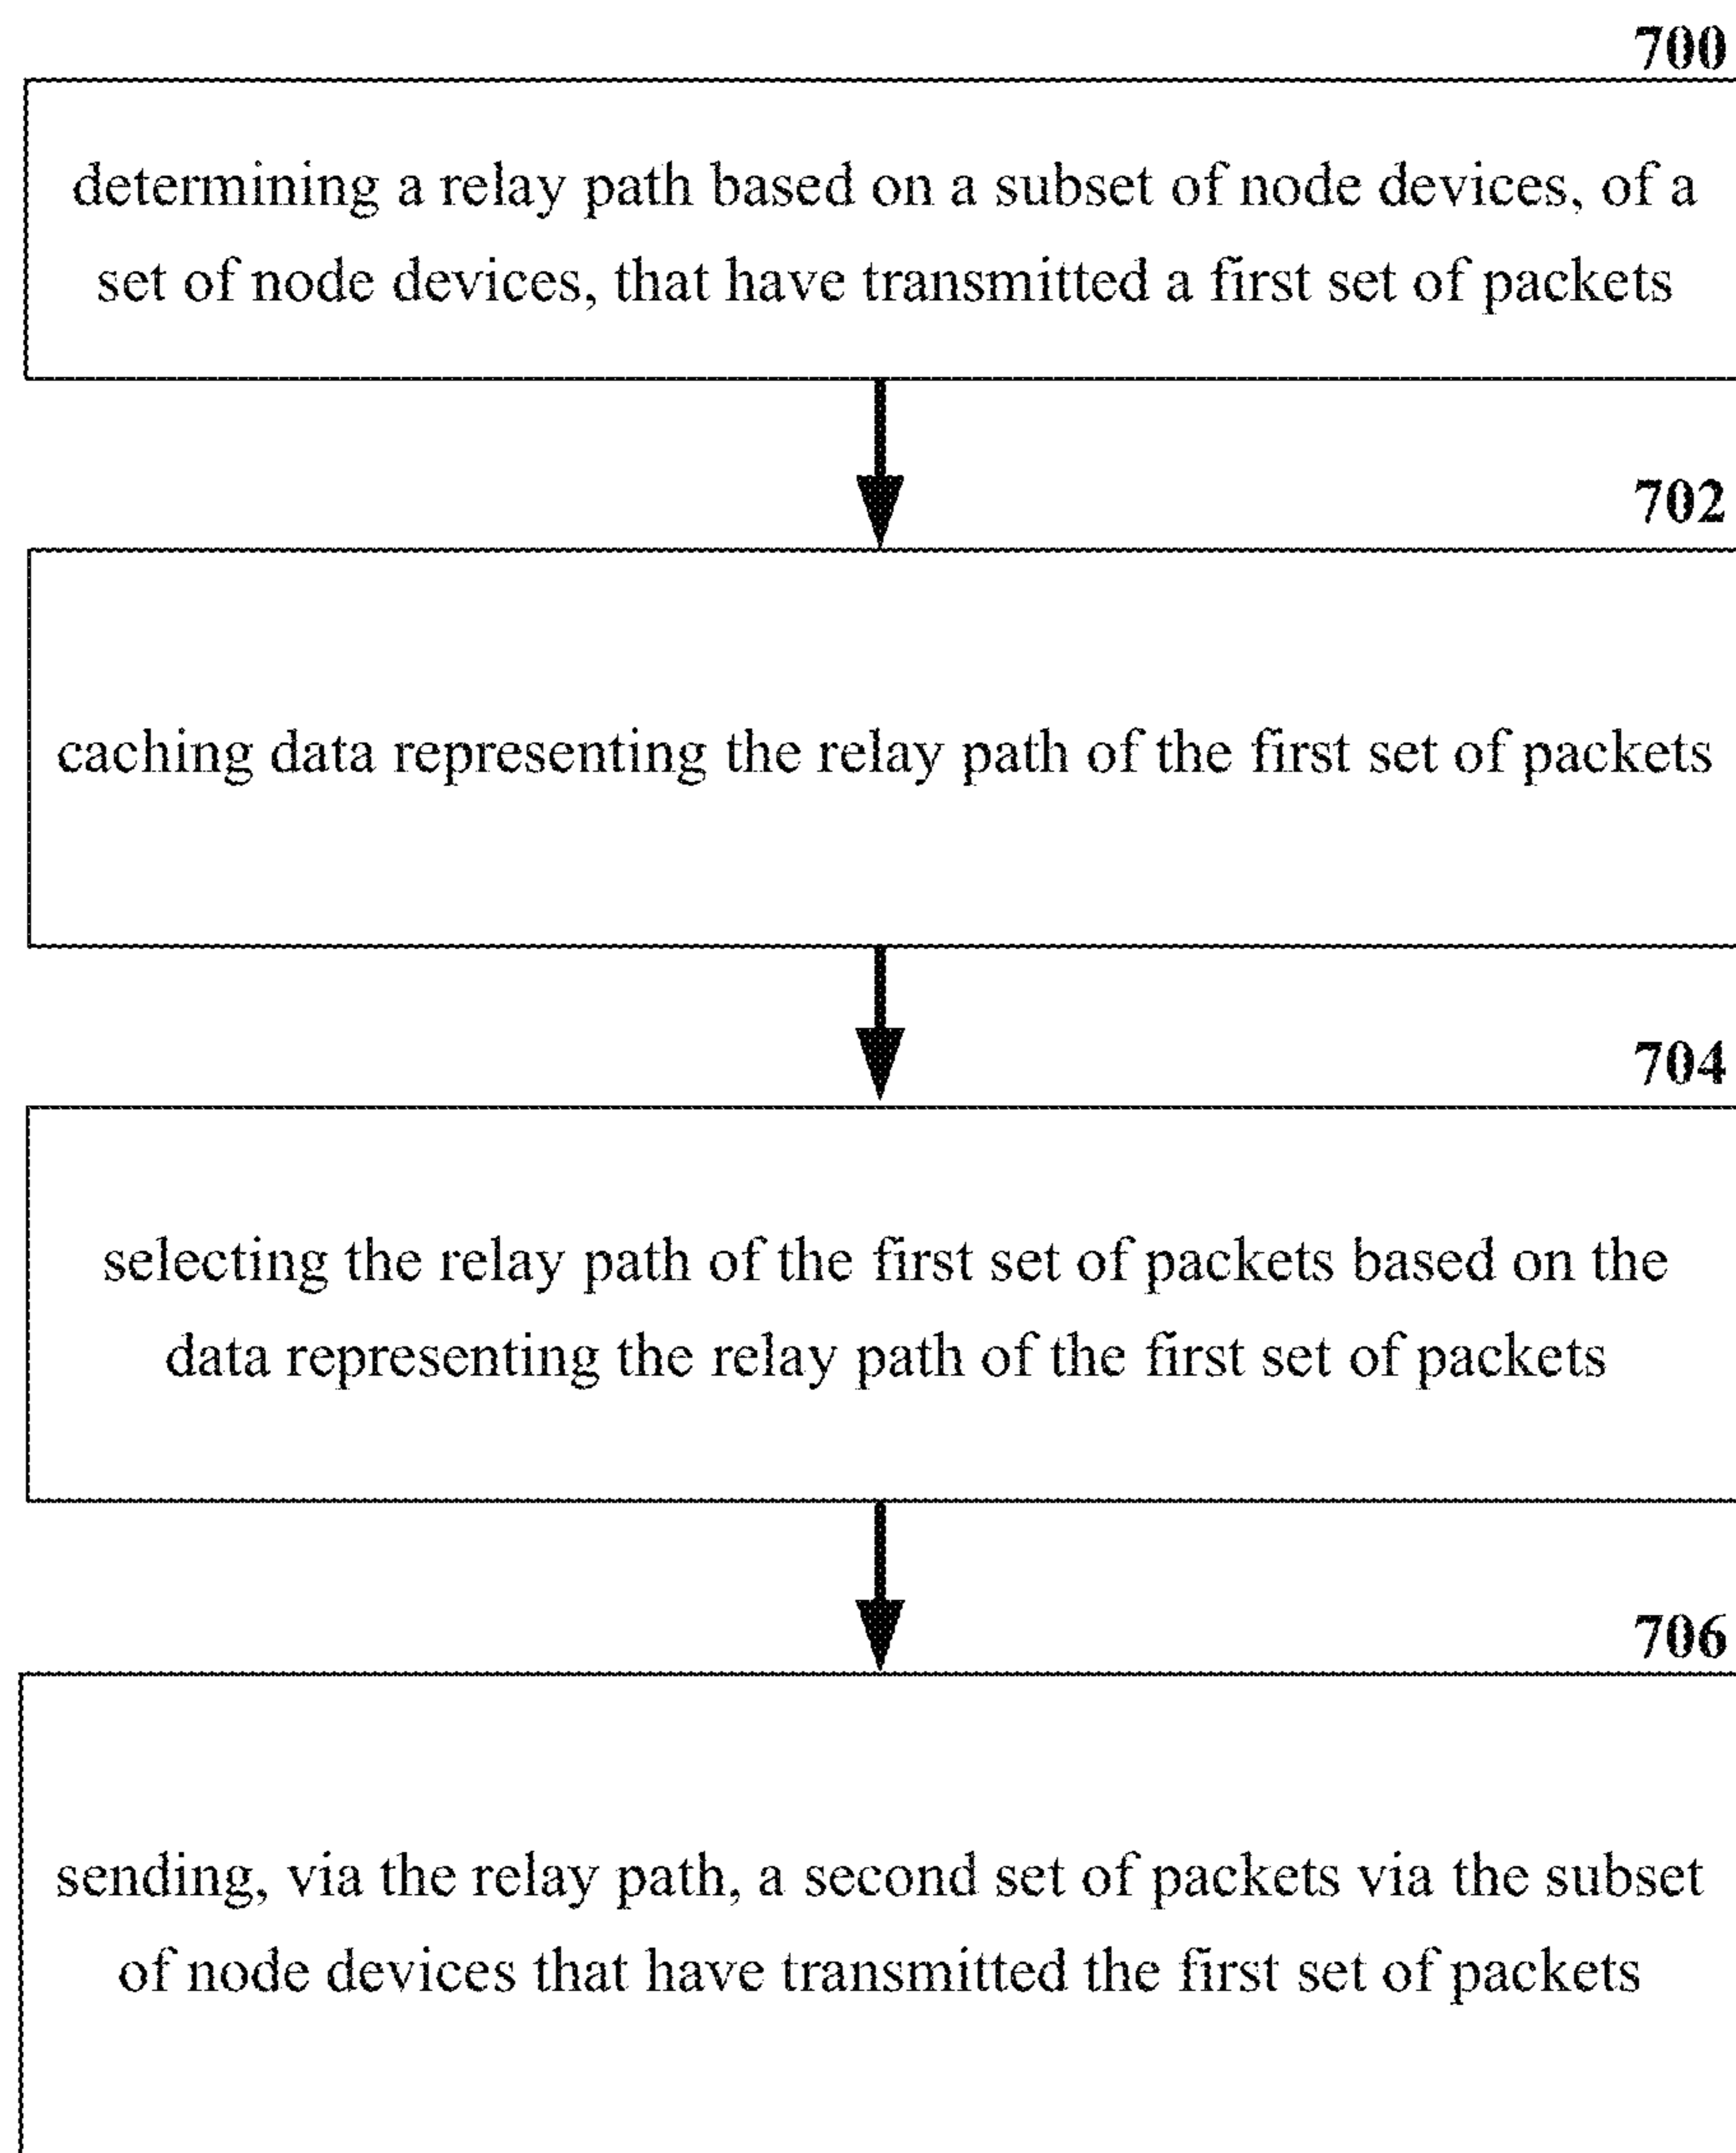 700
determining a relay path based on a subset of node devices, of a
set of node devices, that have transmitted a first set of packets
702
caching data representing the relay path of the first set of packets
704
selecting the relay path of the first set of packets based on the
data representing the relay path of the first set of packets
706
sending, via the relay path, a second set of packets via the subset
of node devices that have transmitted the first set of packets